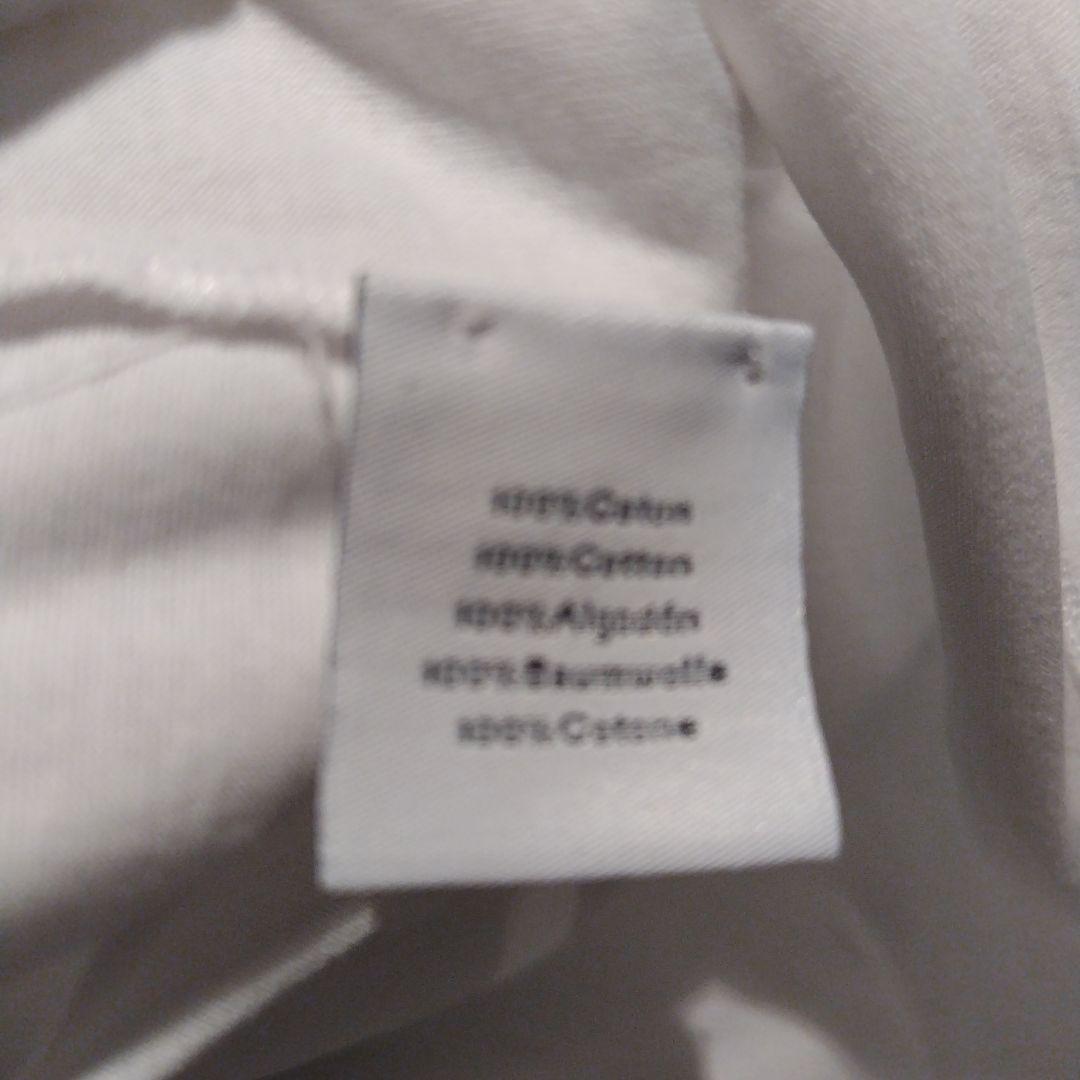 100% Coton
100% Cotton
100% Algodón
100% Baumwolle
100% Cotone